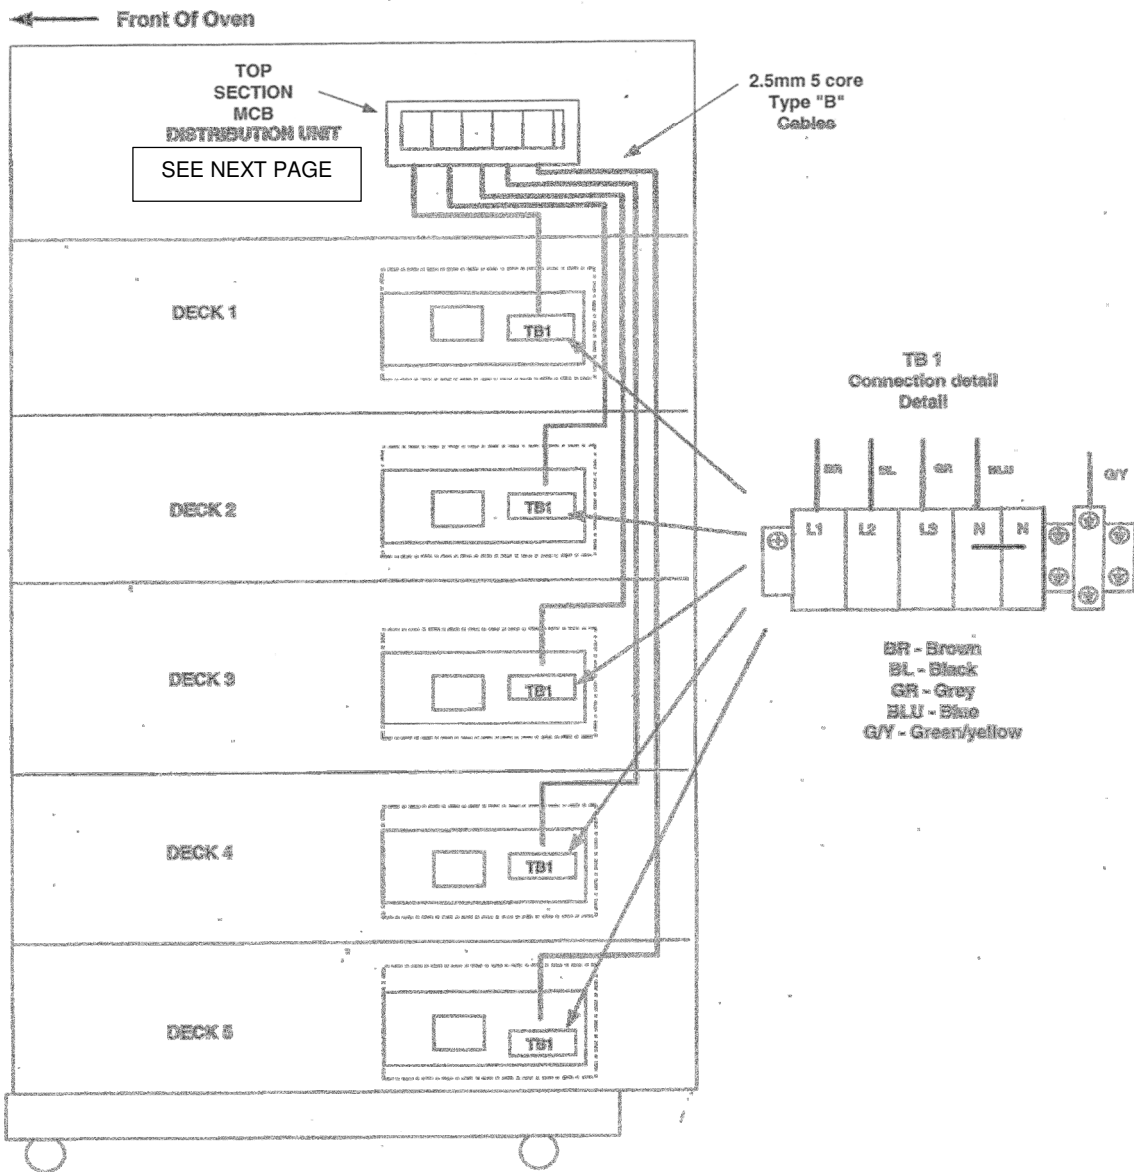 Front Of Oven
TOP
SECTION
MCB
DISTRIBUTION UNIT
SEE NEXT PAGE
2.5mm 5 core
Type "B"
Cables
DECK 1
TB1
DECK 2
TB1
DECK 3
TB1
DECK 4
TB1
DECK 5
TB1
TB 1
Connection detail
Detail
BR
BL
GR
BLU
G/Y
L1
L2
L3
N
N
BR - Brown
BL - Black
GR - Grey
BLU - Blue
G/Y - Green/yellow